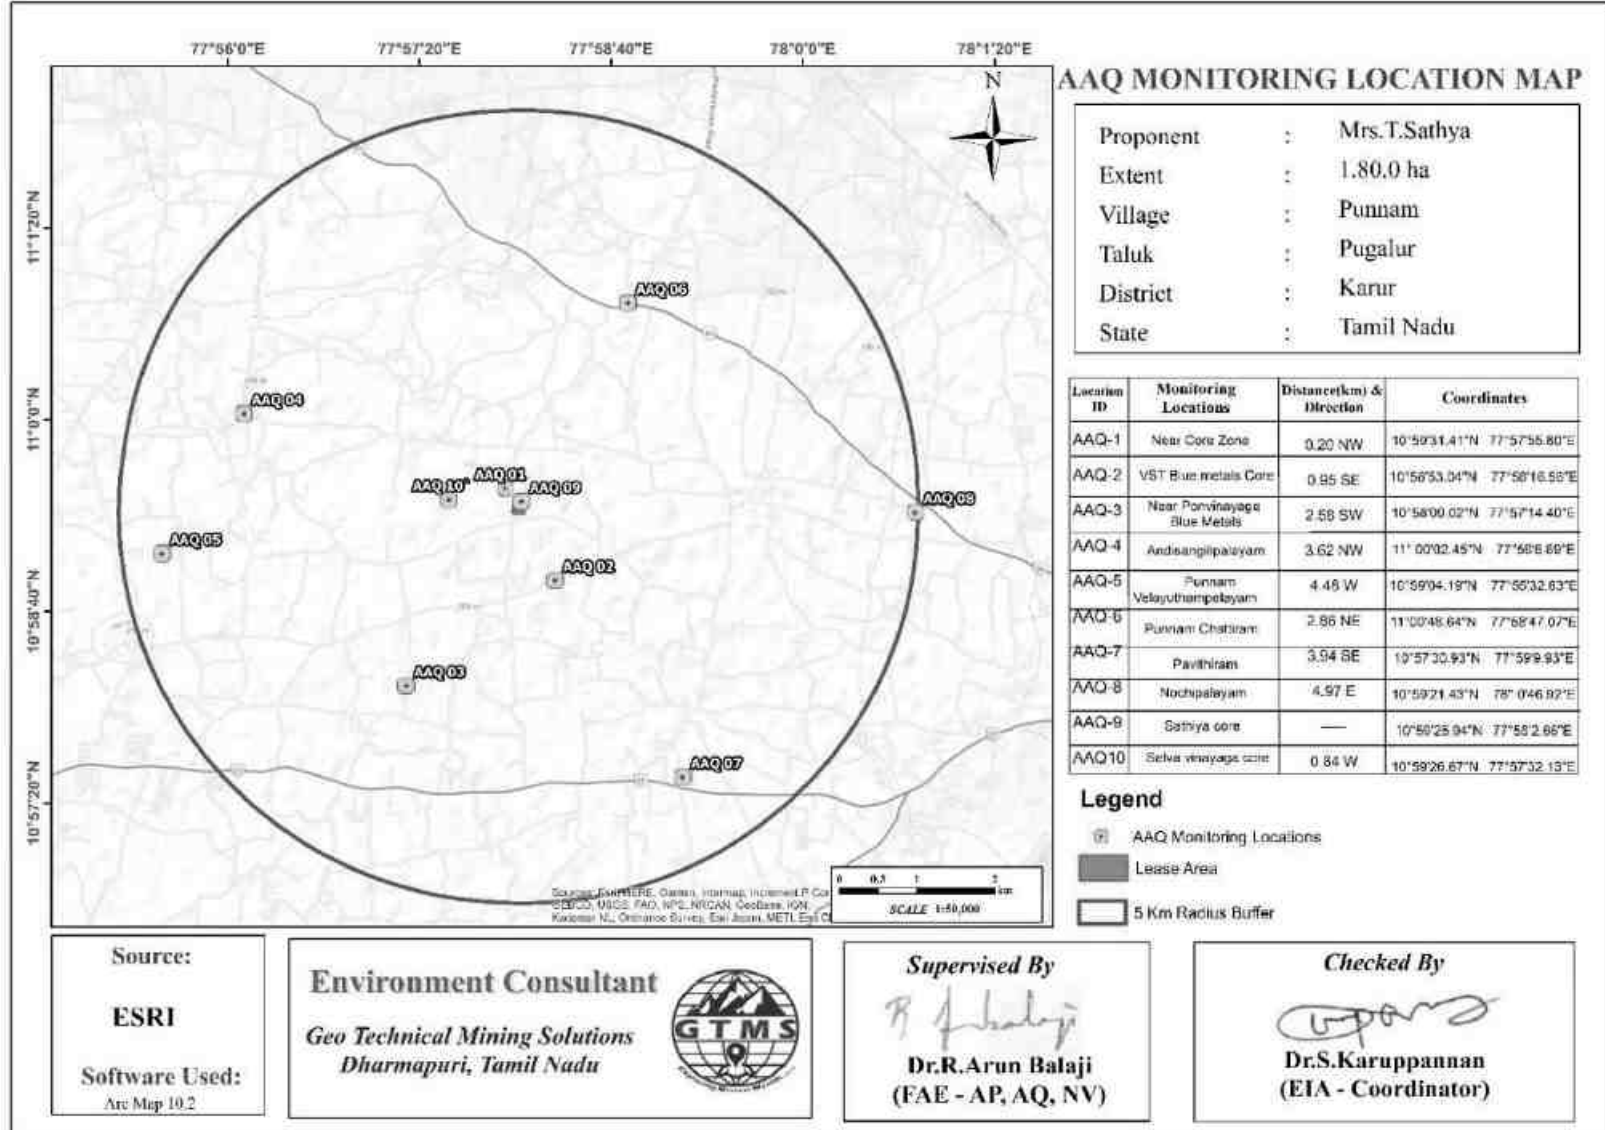 77°56'0"E 77°57'20"E 77°58'40"E 78°0'0"E 78°1'20"E
11°1'20"N
11°0'0"N
10°58'40"N
10°57'20"N
N
AAQ 06
AAQ 04
AAQ 01
AAQ 10
AAQ 09
AAQ 08
AAQ 05
AAQ 02
AAQ 03
AAQ 07
0 0.5 1 2
km
SCALE 1:50,000
AAQ MONITORING LOCATION MAP
Proponent : Mrs.T.Sathya
Extent : 1.80.0 ha
Village : Punnam
Taluk : Pugalur
District : Karur
State : Tamil Nadu
Location ID Monitoring Locations Distance(km) & Direction Coordinates
AAQ-1 Near Core Zone 0.20 NW 10°59'31.41"N 77°57'55.80"E
AAQ-2 VST Blue metals Core 0.95 SE
AAQ-3 Near Ponvinayaga Blue Metals 2.58 SW 77°57'14.40"E
AAQ-4 Andisangilipalayam 3.62 NW 11° 00'02.45"N
AAQ-5 Punnam Velayuthampalayam 4.48 W 10°59'04.19"N 77°55'32.63"E
AAQ-6 Punnam Chatiram 2.86 NE 11°00'48.64"N 77°58'47.07"E
AAQ-7 Pavithiram 3.94 SE 10°57'30.93"N 77°59'9.93"E
AAQ-8 Nochipalayam 4.97 E 10°59'21.43"N 78° 0'46.92"E
AAQ-9 Sathiya core —
AAQ10 Selva vinayaga core 0.84 W 10°59'26.67"N 77°57'32.13"E
Legend
AAQ Monitoring Locations
Lease Area
5 Km Radius Buffer
Source:
ESRI
Software Used:
Arc Map 10.2
Environment Consultant
Geo Technical Mining Solutions
Dharmapuri, Tamil Nadu
GTMS
Supervised By
Dr.R.Arun Balaji
(FAE - AP, AQ, NV)
Checked By
Dr.S.Karuppannan
(EIA - Coordinator)